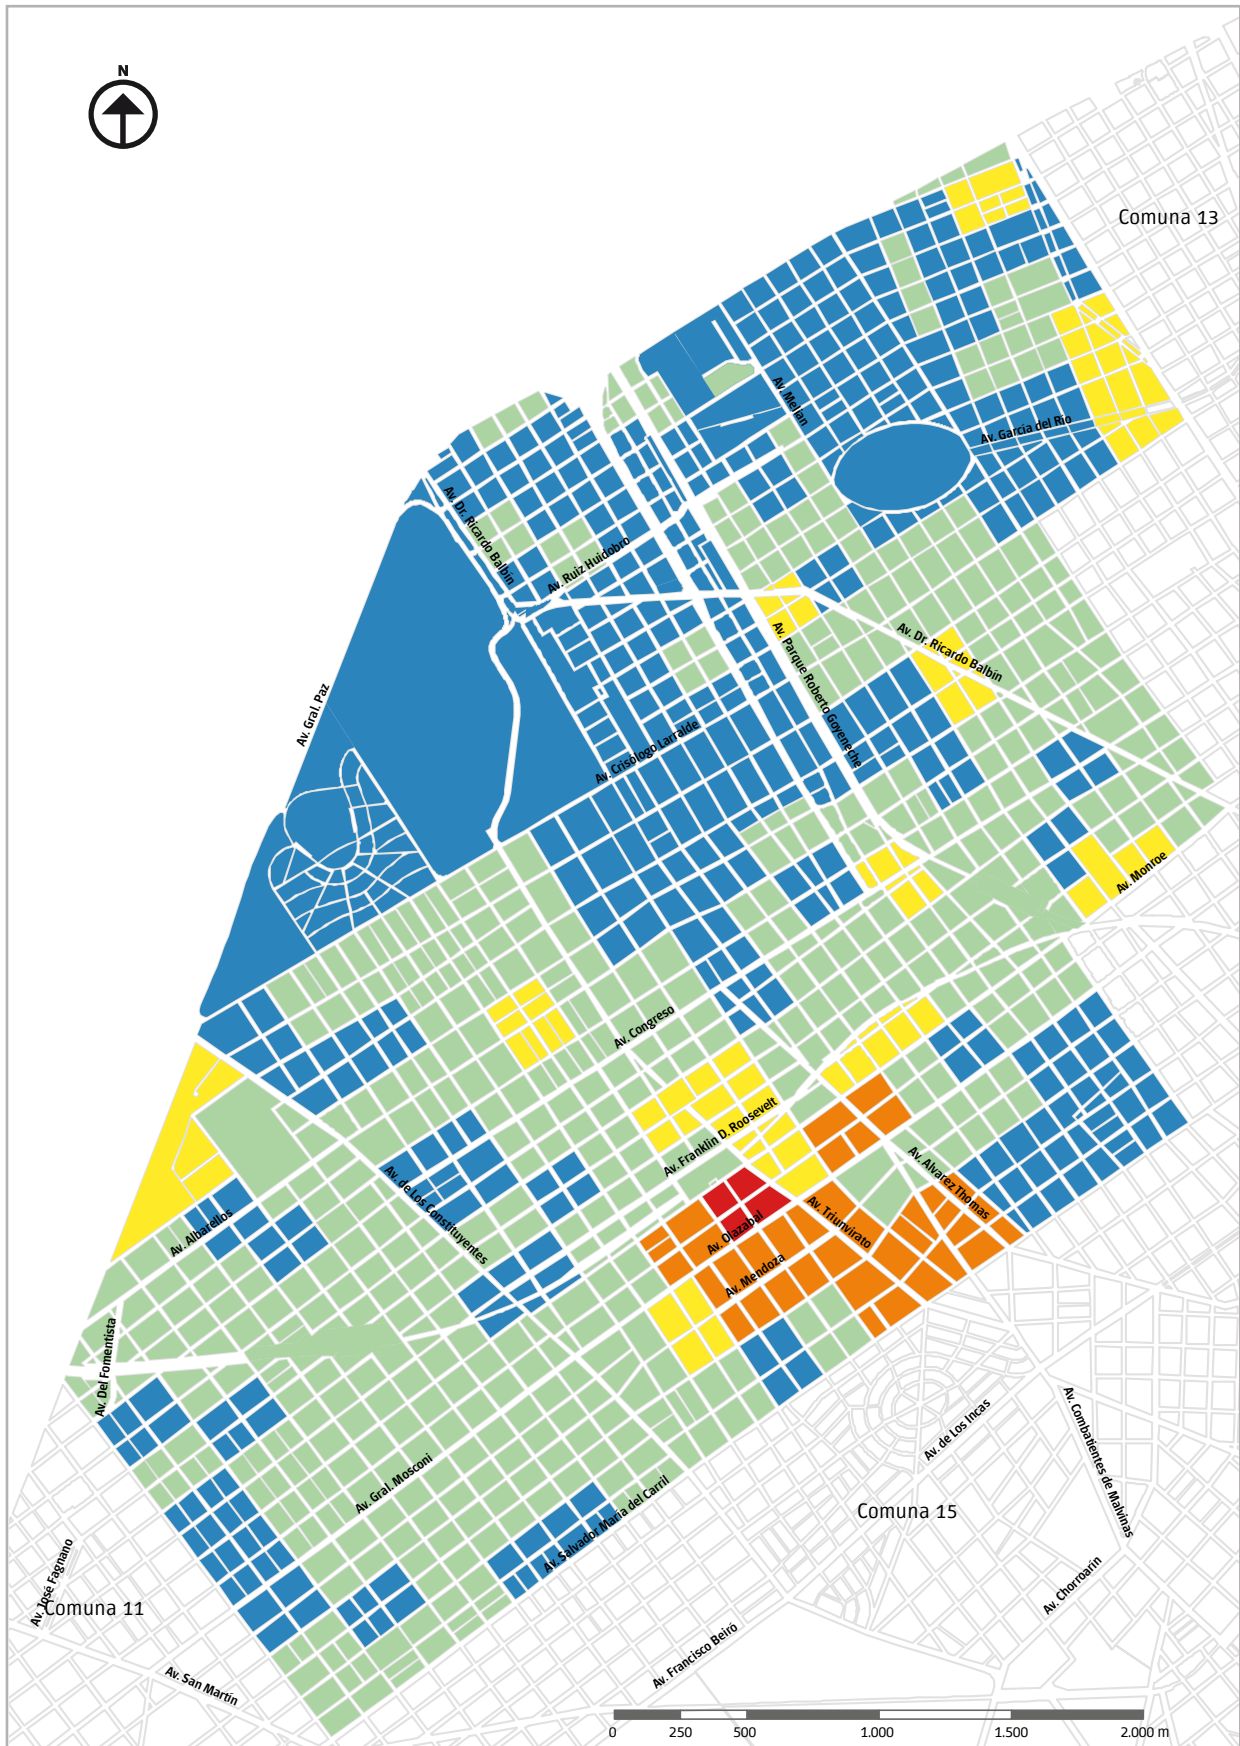 N
Comuna 13
Av. Melián
Av. García del Río
Av. Dr. Ricardo Balbín
Av. Ruiz Huidobro
Av. Parque Roberto Goyeneche
Av. Dr. Ricardo Balbín
Av. Gral. Paz
Av. Crisólogo Larralde
Av. Monroe
Av. Congreso
Av. Franklin D. Roosevelt
Av. de Los Constituyentes
Av. Albarellos
Av. Alvarez Thomas
Av. Triunvirato
Av. Olazabal
Av. Mendoza
Av. Del Fomentista
Av. Gral. Mosconi
Av. Salvador María del Carril
Av. de Los Incas
Av. Combatientes de Malvinas
Comuna 15
Av. José Fagnano
Comuna 11
Av. Chorroarín
Av. Francisco Beiró
Av. San Martín
0 250 500 1.000 1.500 2.000 m